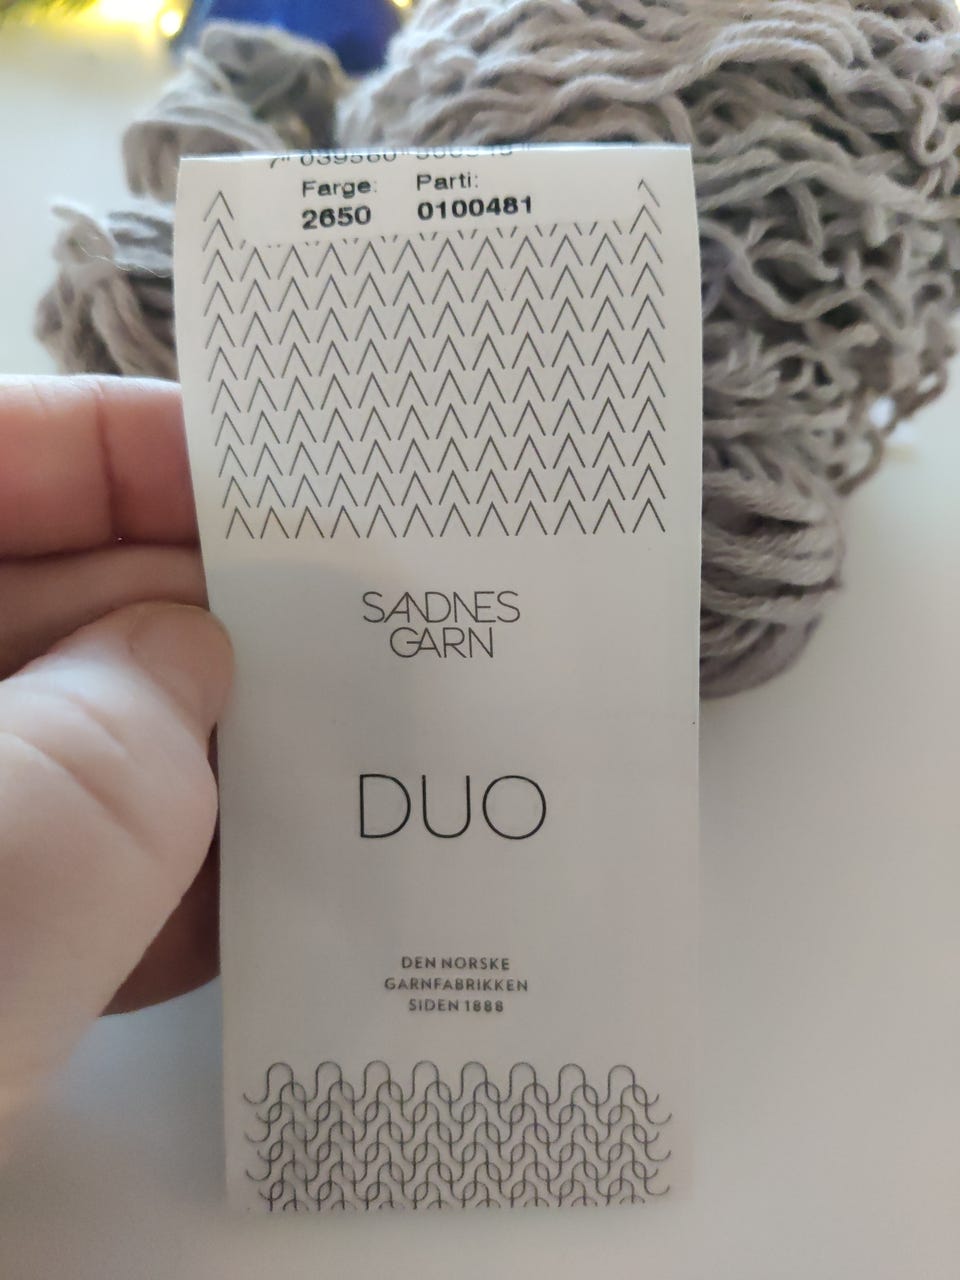 Farge: Parti:
2650 0100481
SANDNES
GARN
DUO
DEN NORSKE
GARNFABRIKKEN
SIDEN 1888